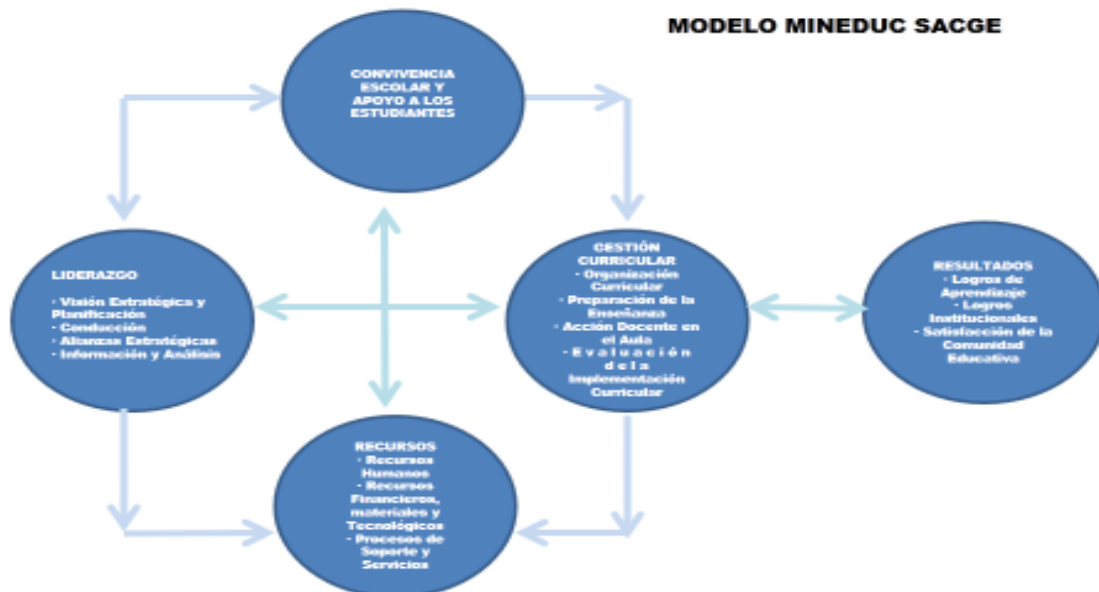 MODELO MINEDUC SACGE
CONVIVENCIA
ESCOLAR Y
APOYO A LOS
ESTUDIANTES
LIDERAZGO
- Visión Estratégica y
Planificación
- Conducción
- Alianzas Estratégicas
- Información y Análisis
GESTIÓN
CURRICULAR
- Organización
Curricular
- Preparación de la
Enseñanza
- Acción Docente en
el Aula
- E v a l u a c i ó n
d e l a
Implementación
Curricular
RESULTADOS
- Logros de
Aprendizaje
- Logros
Institucionales
- Satisfacción de la
Comunidad
Educativa
RECURSOS
- Recursos
Humanos
- Recursos
Financieros,
materiales y
Tecnológicos
- Procesos de
Soporte y
Servicios